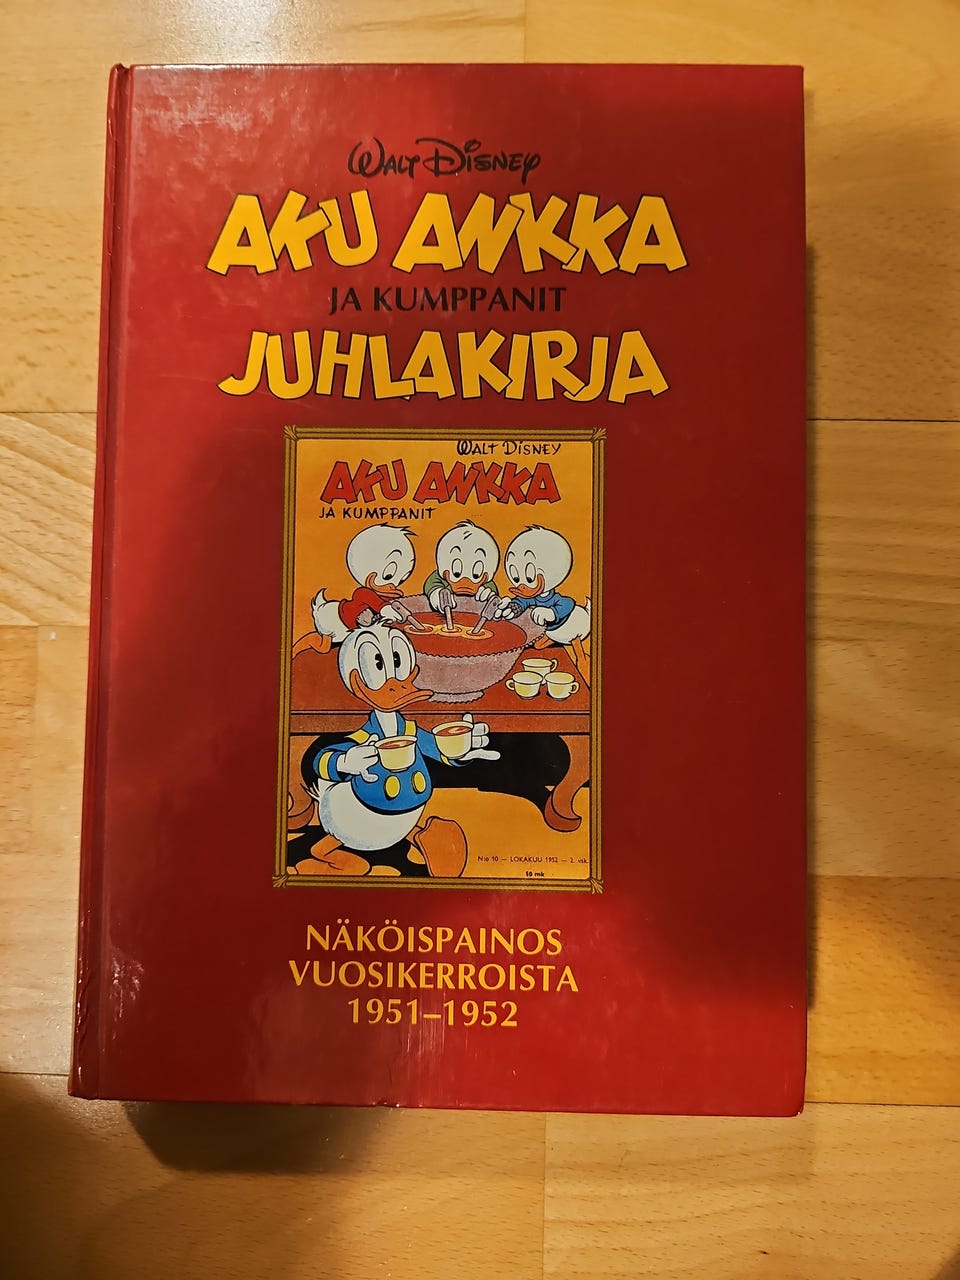 WALT DISNEY
AKU ANKKA
JA KUMPPANIT
JUHLAKIRJA
WALT DISNEY
AKU ANKKA
JA KUMPPANIT
N:o 10 — LOKAKUU 1952 — 2. vsk.
50 mk
NÄKÖISPAINOS
VUOSIKERROISTA
1951–1952